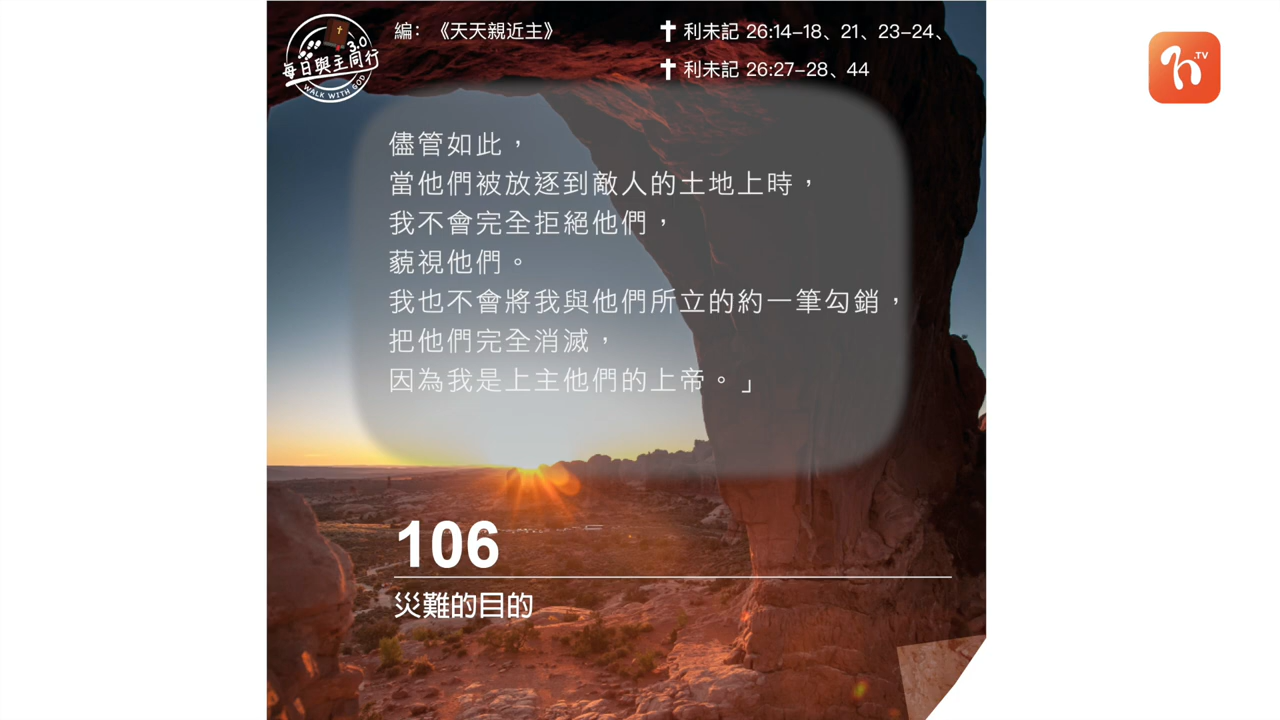 每日與主同行
3.0
WALK WITH GOD
編：《天天親近主》
利未記 26:14-18、21、23-24、
利未記 26:27-28、44
h.TV
儘管如此，
當他們被放逐到敵人的土地上時，
我不會完全拒絕他們，
藐視他們。
我也不會將我與他們所立的約一筆勾銷，
把他們完全消滅，
因為我是上主他們的上帝。」
106
災難的目的